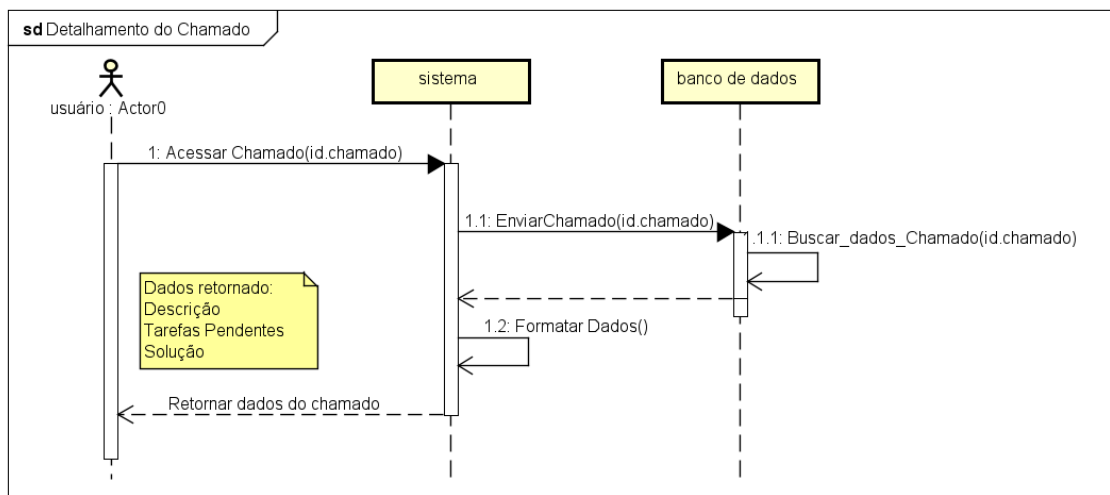 sd Detalhamento do Chamado
usuário : Actor0
sistema
banco de dados
1: Acessar Chamado(id.chamado)
1.1: EnviarChamado(id.chamado)
.1.1: Buscar_dados_Chamado(id.chamado)
Dados retornado:
Descrição
Tarefas Pendentes
Solução
1.2: Formatar Dados()
Retornar dados do chamado